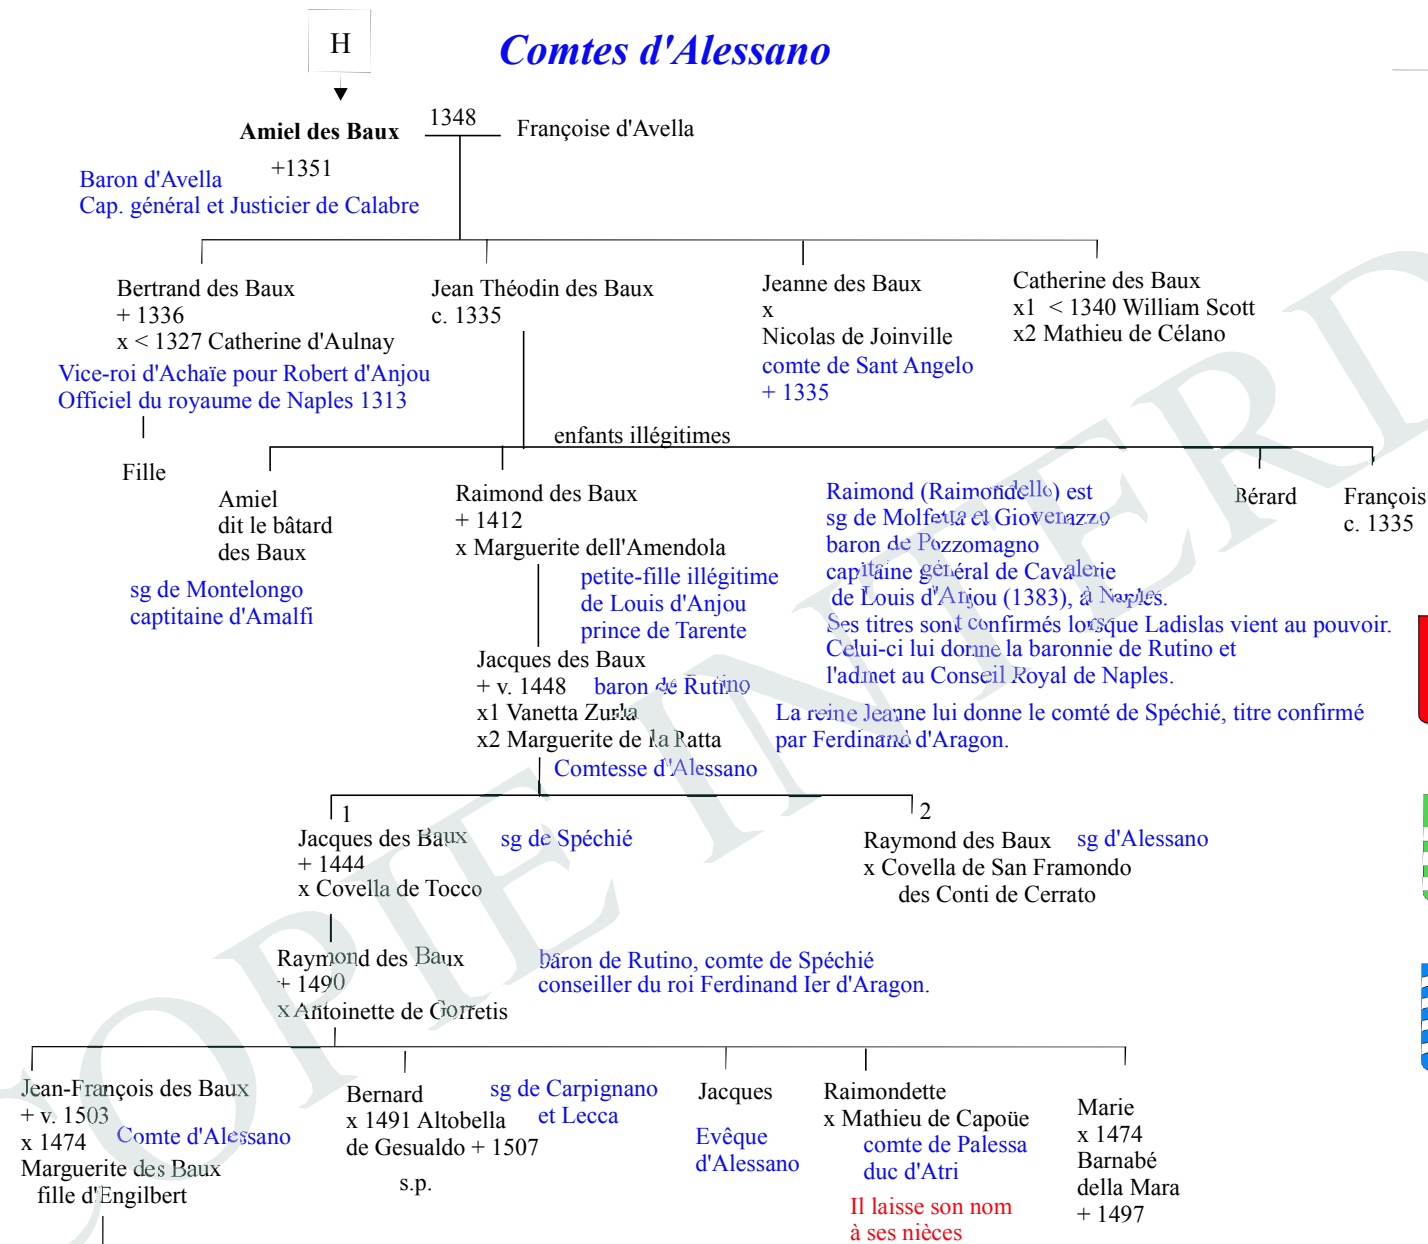 H
Comtes d'Alessano
Amiel des Baux
1348
Françoise d'Avella
+1351
Baron d'Avella
Cap. général et Justicier de Calabre
Bertrand des Baux
+ 1336
x < 1327 Catherine d'Aulnay
Vice-roi d'Achaïe pour Robert d'Anjou
Officiel du royaume de Naples 1313
Fille
Jean Théodin des Baux
c. 1335
Jeanne des Baux
x
Nicolas de Joinville
comte de Sant Angelo
+ 1335
Catherine des Baux
x1 < 1340 William Scott
x2 Mathieu de Célano
enfants illégitimes
Amiel
dit le bâtard
des Baux
sg de Montelongo
captitaine d'Amalfi
Raimond des Baux
+ 1412
x Marguerite dell'Amendola
petite-fille illégitime
de Louis d'Anjou
prince de Tarente
Raimond (Raimondello) est
sg de Molfetta et Giovenazzo
baron de Pozzomagno
capitaine général de Cavalerie
de Louis d'Anjou (1383), à Naples.
Ses titres sont confirmés lorsque Ladislas vient au pouvoir.
Celui-ci lui donne la baronnie de Rutino et
l'admet au Conseil Royal de Naples.
Bérard
François
c. 1335
Jacques des Baux
+ v. 1448 baron de Rutino
x1 Vanetta Zurla
x2 Marguerite de la Ratta
Comtesse d'Alessano
La reine Jeanne lui donne le comté de Spéchié, titre confirmé
par Ferdinand d'Aragon.
1
Jacques des Baux sg de Spéchié
+ 1444
x Covella de Tocco
2
Raymond des Baux sg d'Alessano
x Covella de San Framondo
des Conti de Cerrato
Raymond des Baux
+ 1490
x Antoinette de Gorretis
baron de Rutino, comte de Spéchié
conseiller du roi Ferdinand Ier d'Aragon.
Jean-François des Baux
+ v. 1503
x 1474 Comte d'Alessano
Marguerite des Baux
fille d'Engilbert
Bernard
x 1491 Altobella
de Gesualdo + 1507
s.p.
sg de Carpignano
et Lecca
Jacques
Evêque
d'Alessano
Raimondette
x Mathieu de Capoüe
comte de Palessa
duc d'Atri
Il laisse son nom
à ses nièces
Marie
x 1474
Barnabé
della Mara
+ 1497
COPIE INTERD